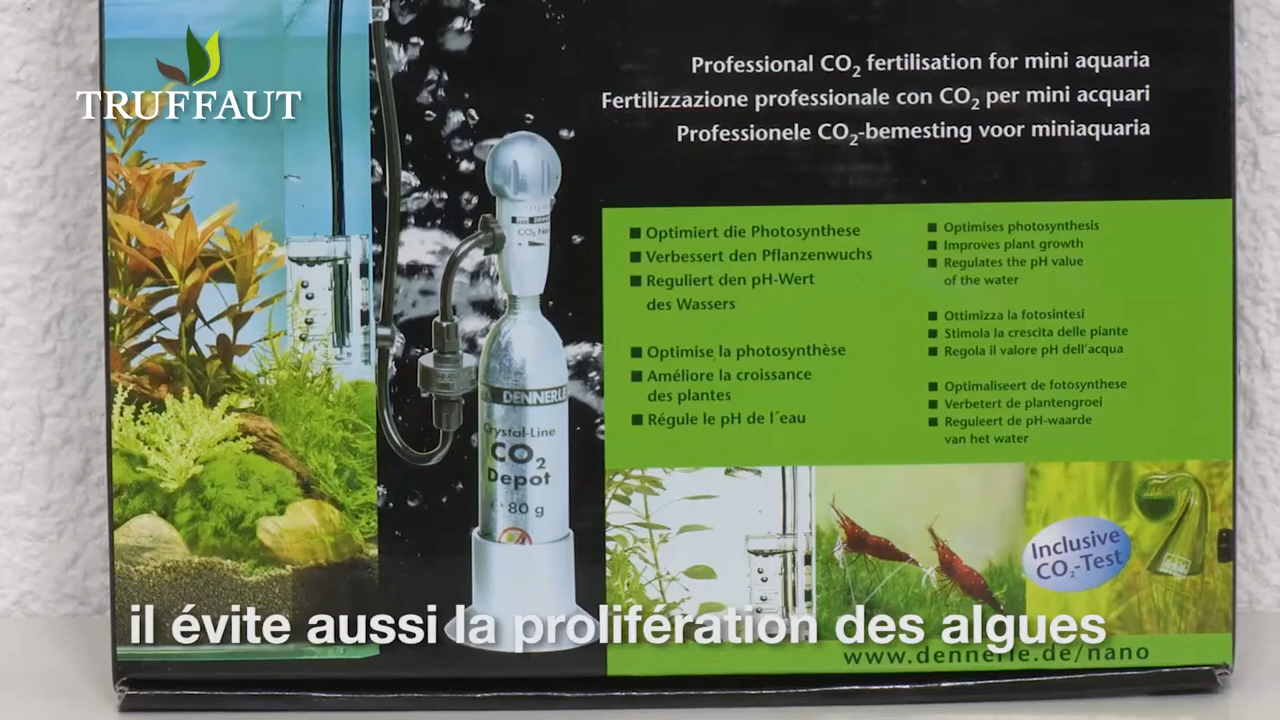 TRUFFAUT
Professional CO₂ fertilisation for mini aquaria
Fertilizzazione professionale con CO₂ per mini acquari
Professionele CO₂-bemesting voor miniaquaria
■ Optimiert die Photosynthese
■ Verbessert den Pflanzenwuchs
■ Reguliert den pH-Wert
des Wassers
■ Optimise la photosynthèse
■ Améliore la croissance
des plantes
■ Régule le pH de l´eau
■ Optimises photosynthesis
■ Improves plant growth
■ Regulates the pH value
of the water
■ Ottimizza la fotosintesi
■ Stimola la crescita delle piante
■ Regola il valore pH dell'acqua
■ Optimaliseert de fotosynthese
■ Verbetert de plantengroei
■ Reguleert de pH-waarde
van het water
DENNERLE
Crystal-Line
CO₂
Depot
80 g
Inclusive
CO₂-Test
il évite aussi la prolifération des algues
www.dennerle.de/nano